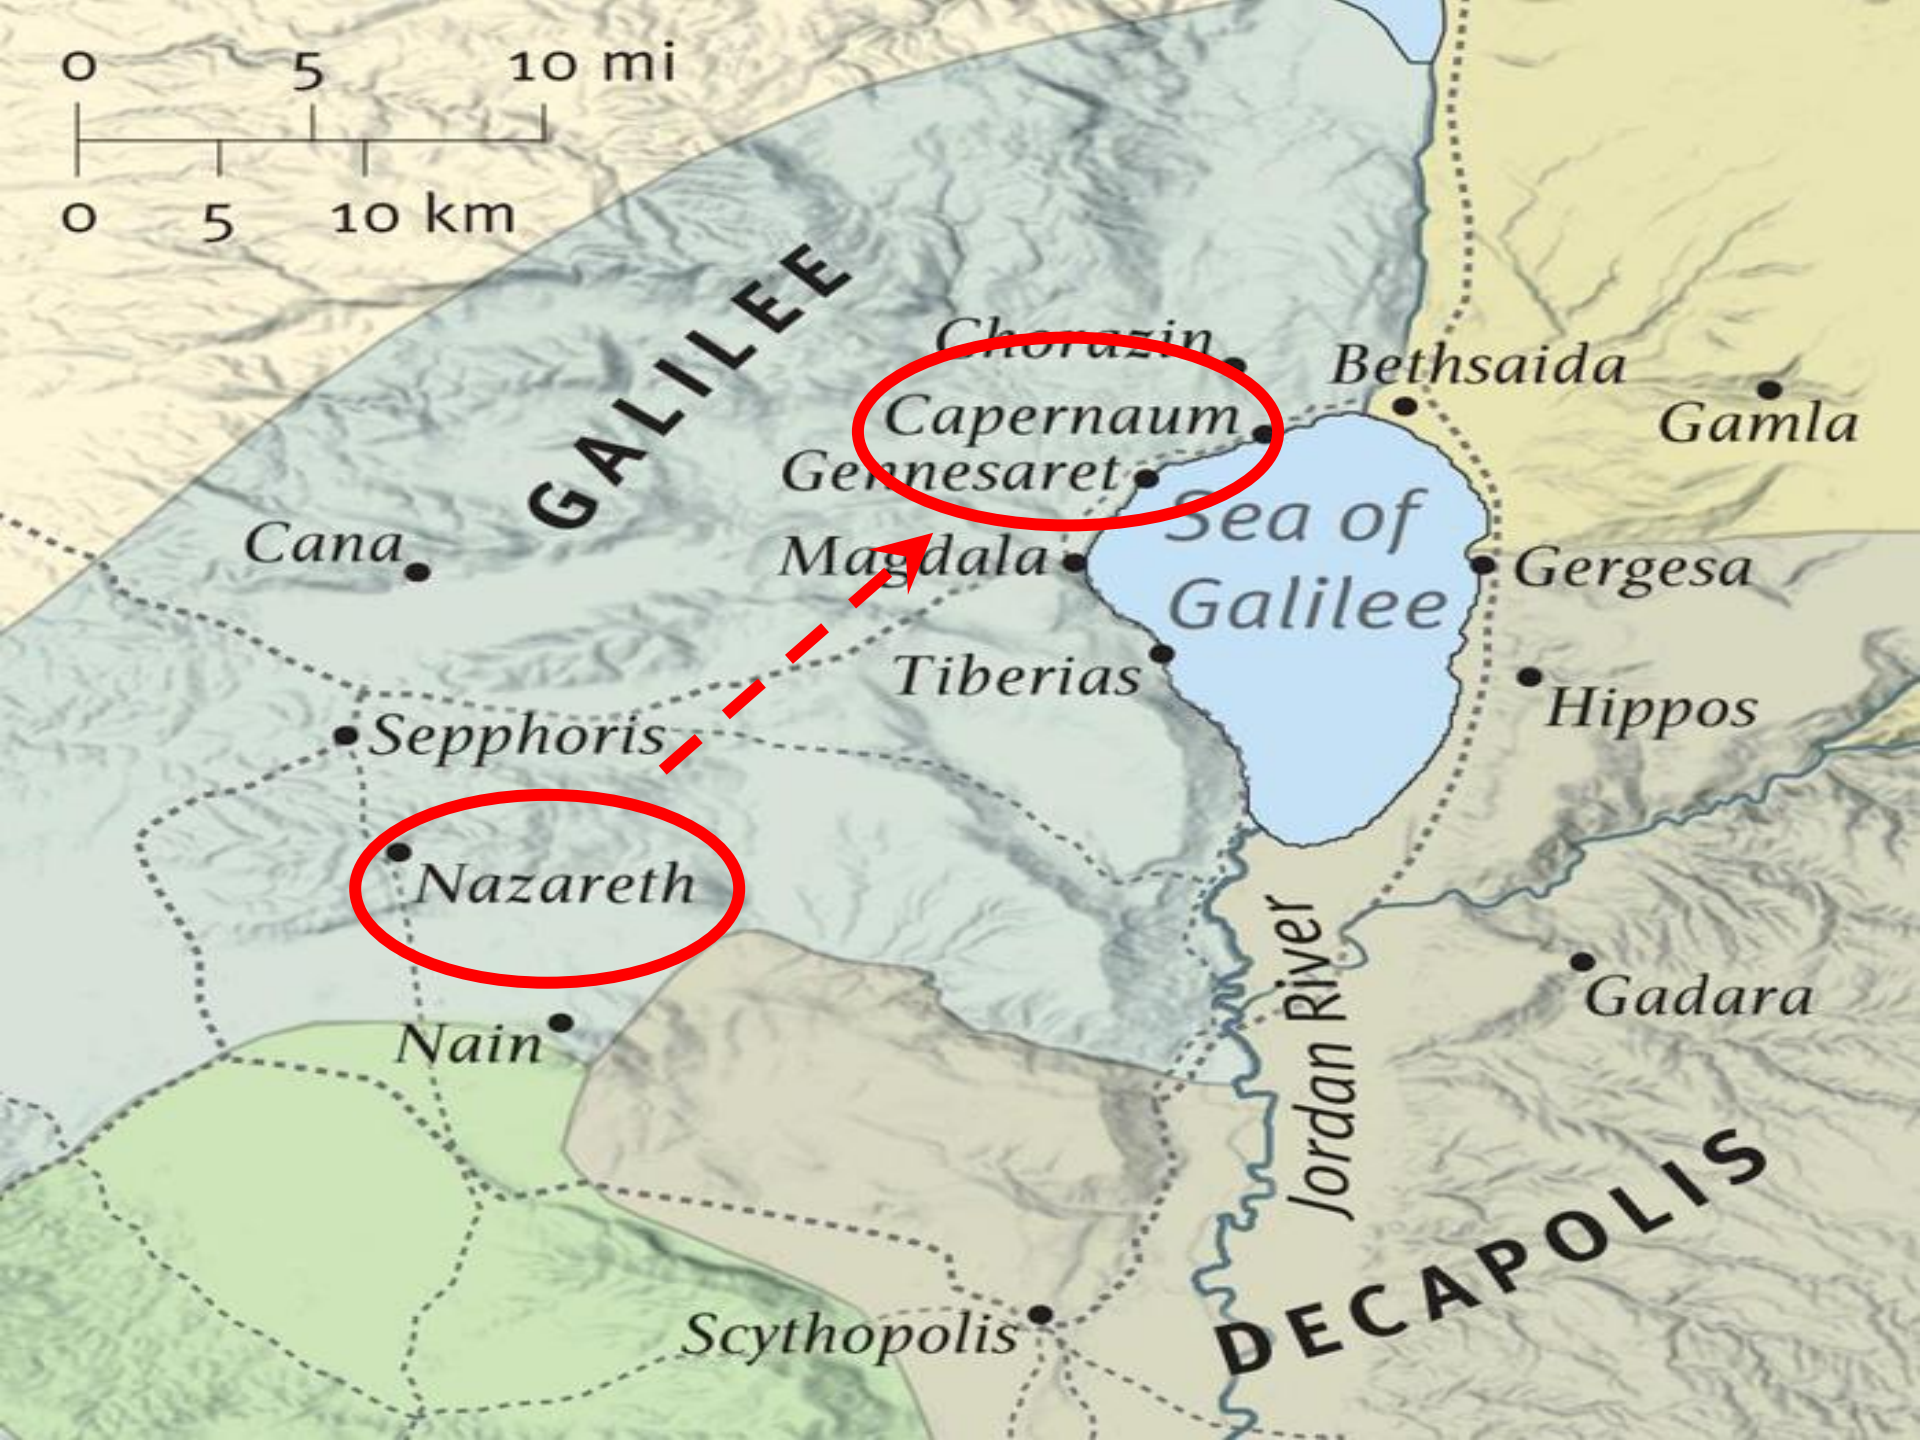 0 5 10 mi
0 5 10 km
GALILEE
Chorazin
Bethsaida
Capernaum
Gamla
Gennesaret
Sea of
Galilee
Cana
Magdala
Gergesa
Tiberias
Hippos
Sepphoris
Nazareth
Jordan River
Gadara
Nain
DECAPOLIS
Scythopolis